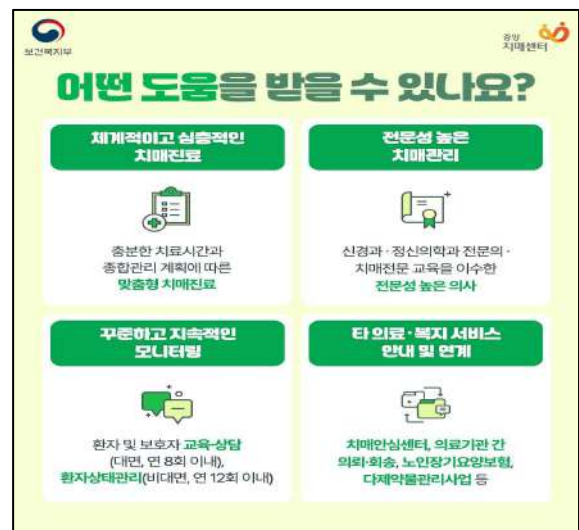 보건복지부
중앙
치매센터
어떤 도움을 받을 수 있나요?
체계적이고 심층적인
치매진료
충분한 치료시간과
종합관리 계획에 따른
맞춤형 치매진료
전문성 높은
치매관리
신경과·정신의학과 전문의·
치매전문 교육을 이수한
전문성 높은 의사
꾸준하고 지속적인
모니터링
환자 및 보호자 교육·상담
(대면, 연 8회 이내),
환자상태관리(비대면, 연 12회 이내)
타 의료·복지 서비스
안내 및 연계
치매안심센터, 의료기관 간
의뢰·회송, 노인장기요양보험,
다제약물관리사업 등